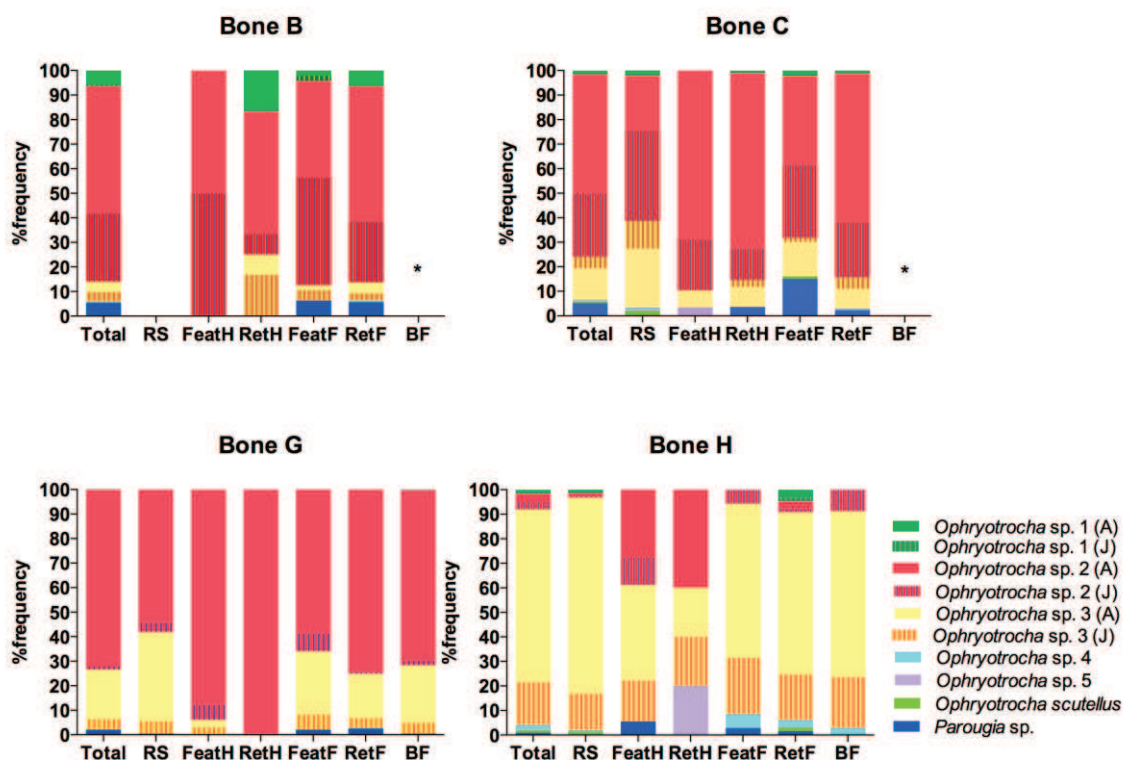 Bone B
Bone C
%frequency
100
90
80
70
60
50
40
30
20
10
0
Total RS FeatH RetH FeatF RetF BF
*
%frequency
100
90
80
70
60
50
40
30
20
10
0
Total RS FeatH RetH FeatF RetF BF
*
Bone G
Bone H
%frequency
100
90
80
70
60
50
40
30
20
10
0
Total RS FeatH RetH FeatF RetF BF
%frequency
100
90
80
70
60
50
40
30
20
10
0
Total RS FeatH RetH FeatF RetF BF
Ophryotrocha sp. 1 (A)
Ophryotrocha sp. 1 (J)
Ophryotrocha sp. 2 (A)
Ophryotrocha sp. 2 (J)
Ophryotrocha sp. 3 (A)
Ophryotrocha sp. 3 (J)
Ophryotrocha sp. 4
Ophryotrocha sp. 5
Ophryotrocha scutellus
Parougia sp.